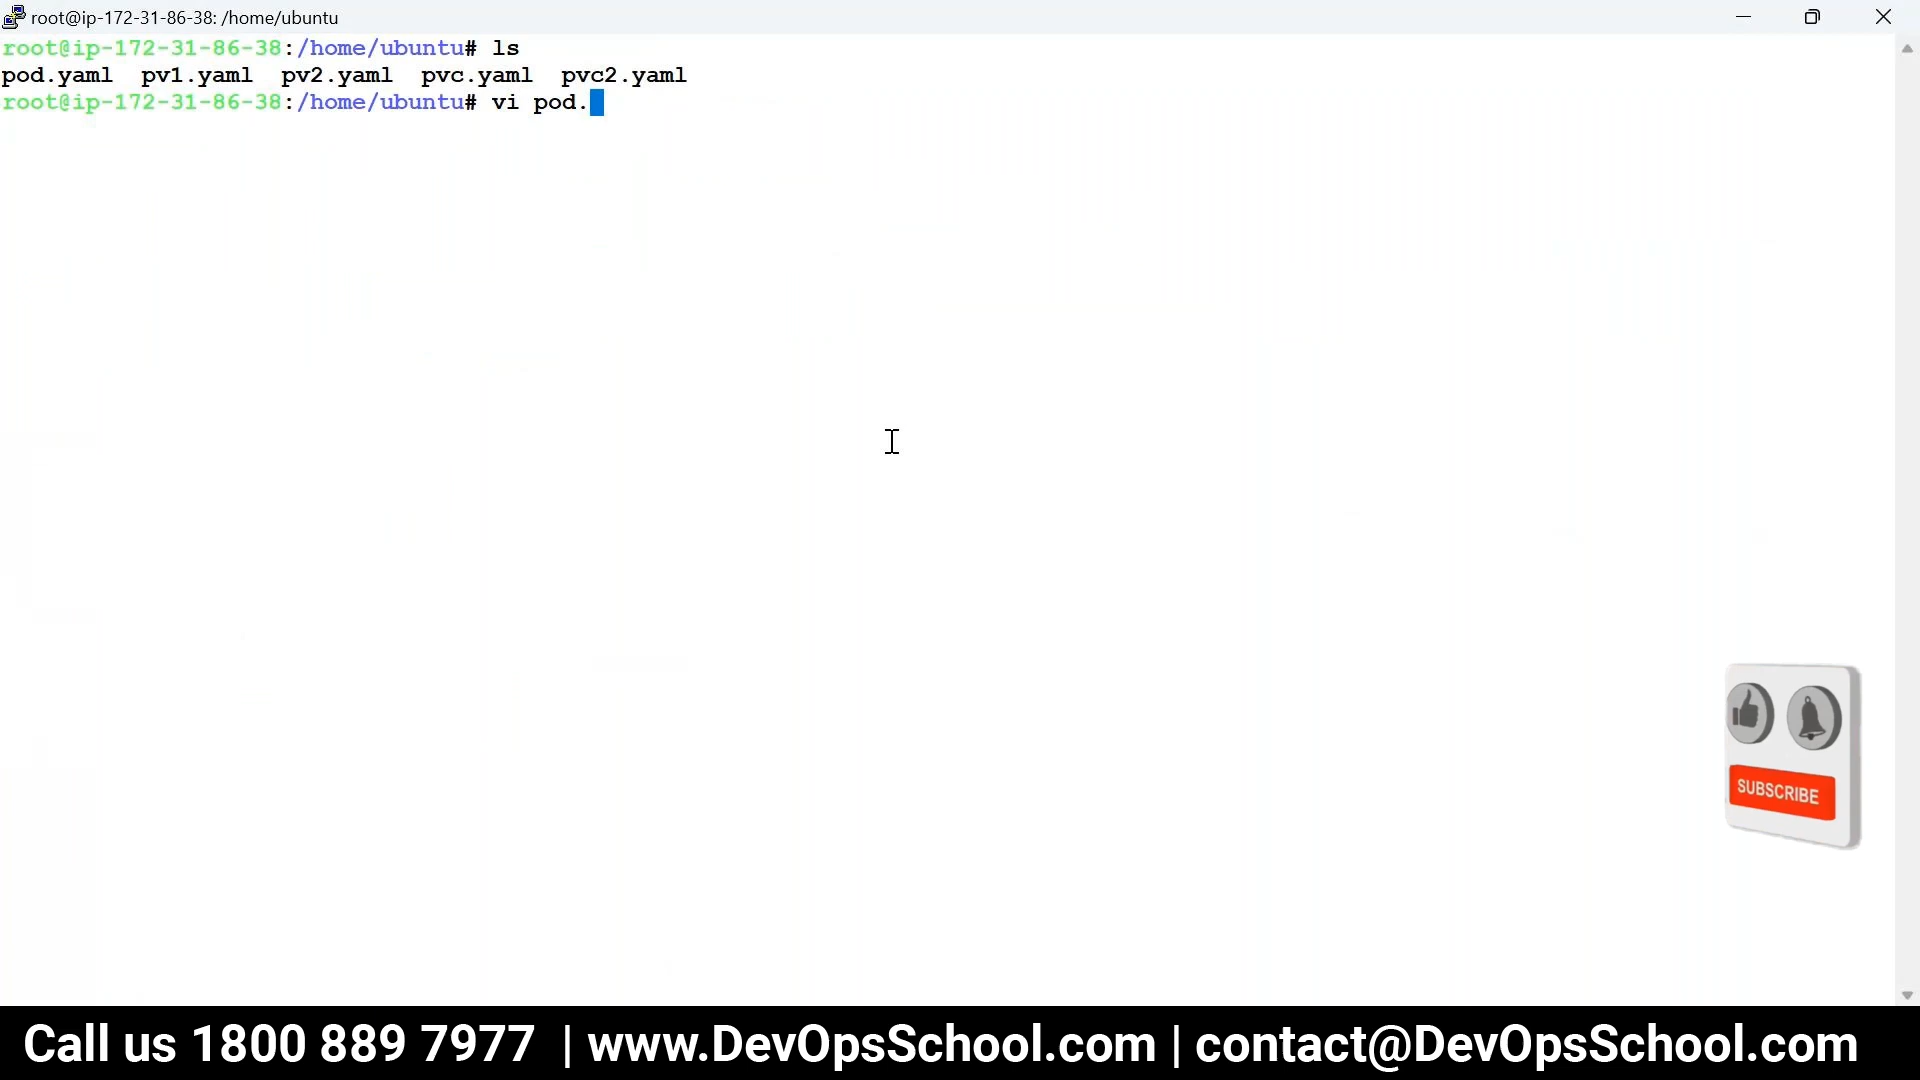 root@ip-172-31-86-38: /home/ubuntu
root@ip-172-31-86-38:/home/ubuntu# ls
pod.yaml  pv1.yaml  pv2.yaml  pvc.yaml  pvc2.yaml
root@ip-172-31-86-38:/home/ubuntu# vi pod.
SUBSCRIBE
Call us 1800 889 7977 | www.DevOpsSchool.com | contact@DevOpsSchool.com